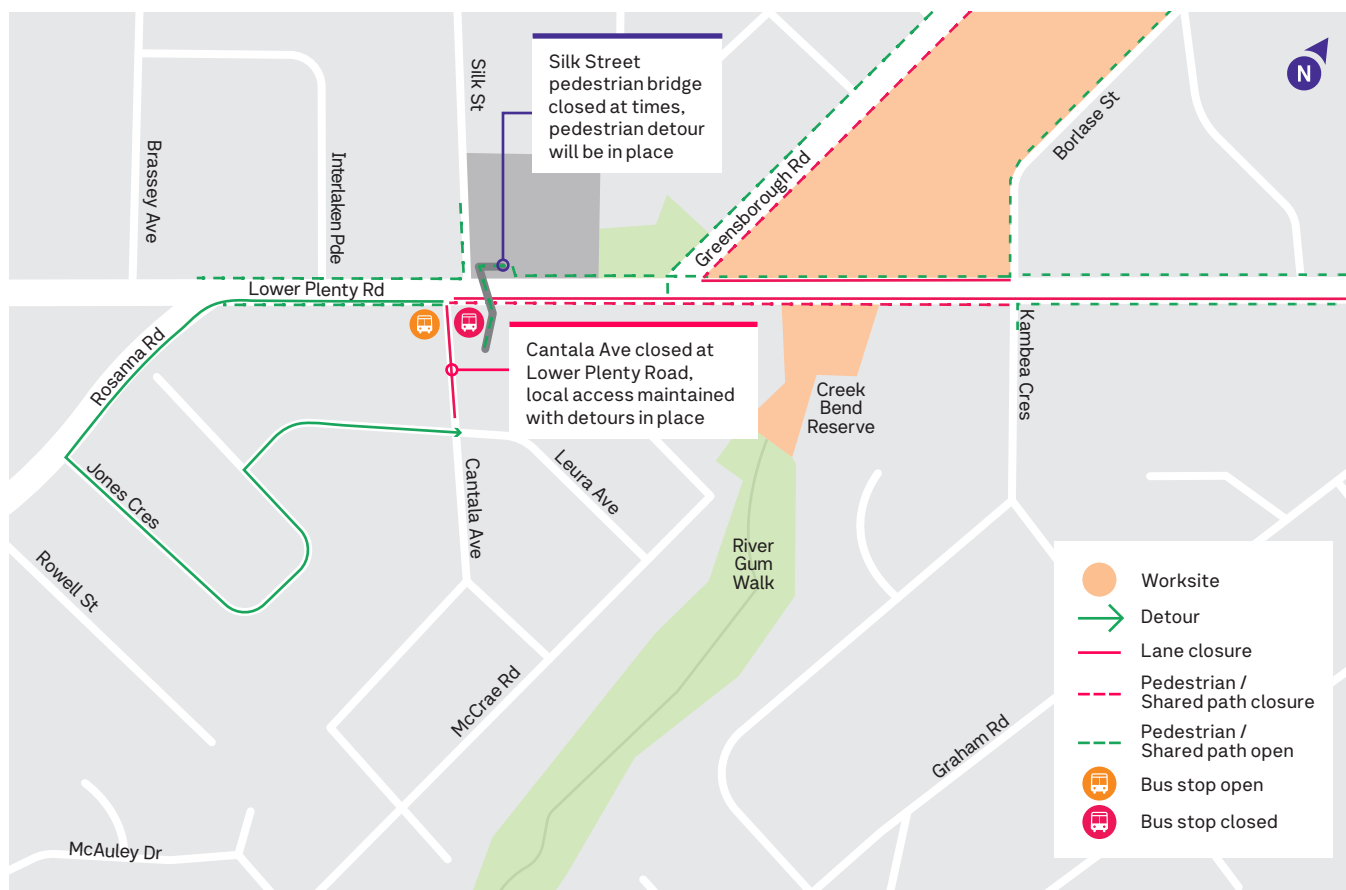 Silk Street
pedestrian bridge
closed at times,
pedestrian detour
will be in place
N
Silk St
Brassey Ave
Interlaken Pde
Greensborough Rd
Borlase St
Lower Plenty Rd
Rosanna Rd
Cantala Ave closed at
Lower Plenty Road,
local access maintained
with detours in place
Creek
Bend
Reserve
Kambea Cres
Jones Cres
Cantala Ave
Leura Ave
Rowell St
River
Gum
Walk
McCrae Rd
Graham Rd
McAuley Dr
Worksite
Detour
Lane closure
Pedestrian /
Shared path closure
Pedestrian /
Shared path open
Bus stop open
Bus stop closed